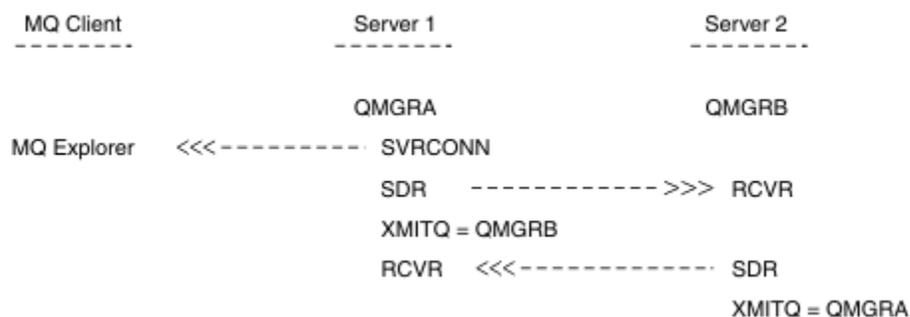 MQ Client Server 1 Server 2
QMGRA QMGRB
MQ Explorer <<<---------- SVRCONN
SDR ------------->>> RCVR
XMITQ = QMGRB
RCVR <<<------------- SDR
XMITQ = QMGRA